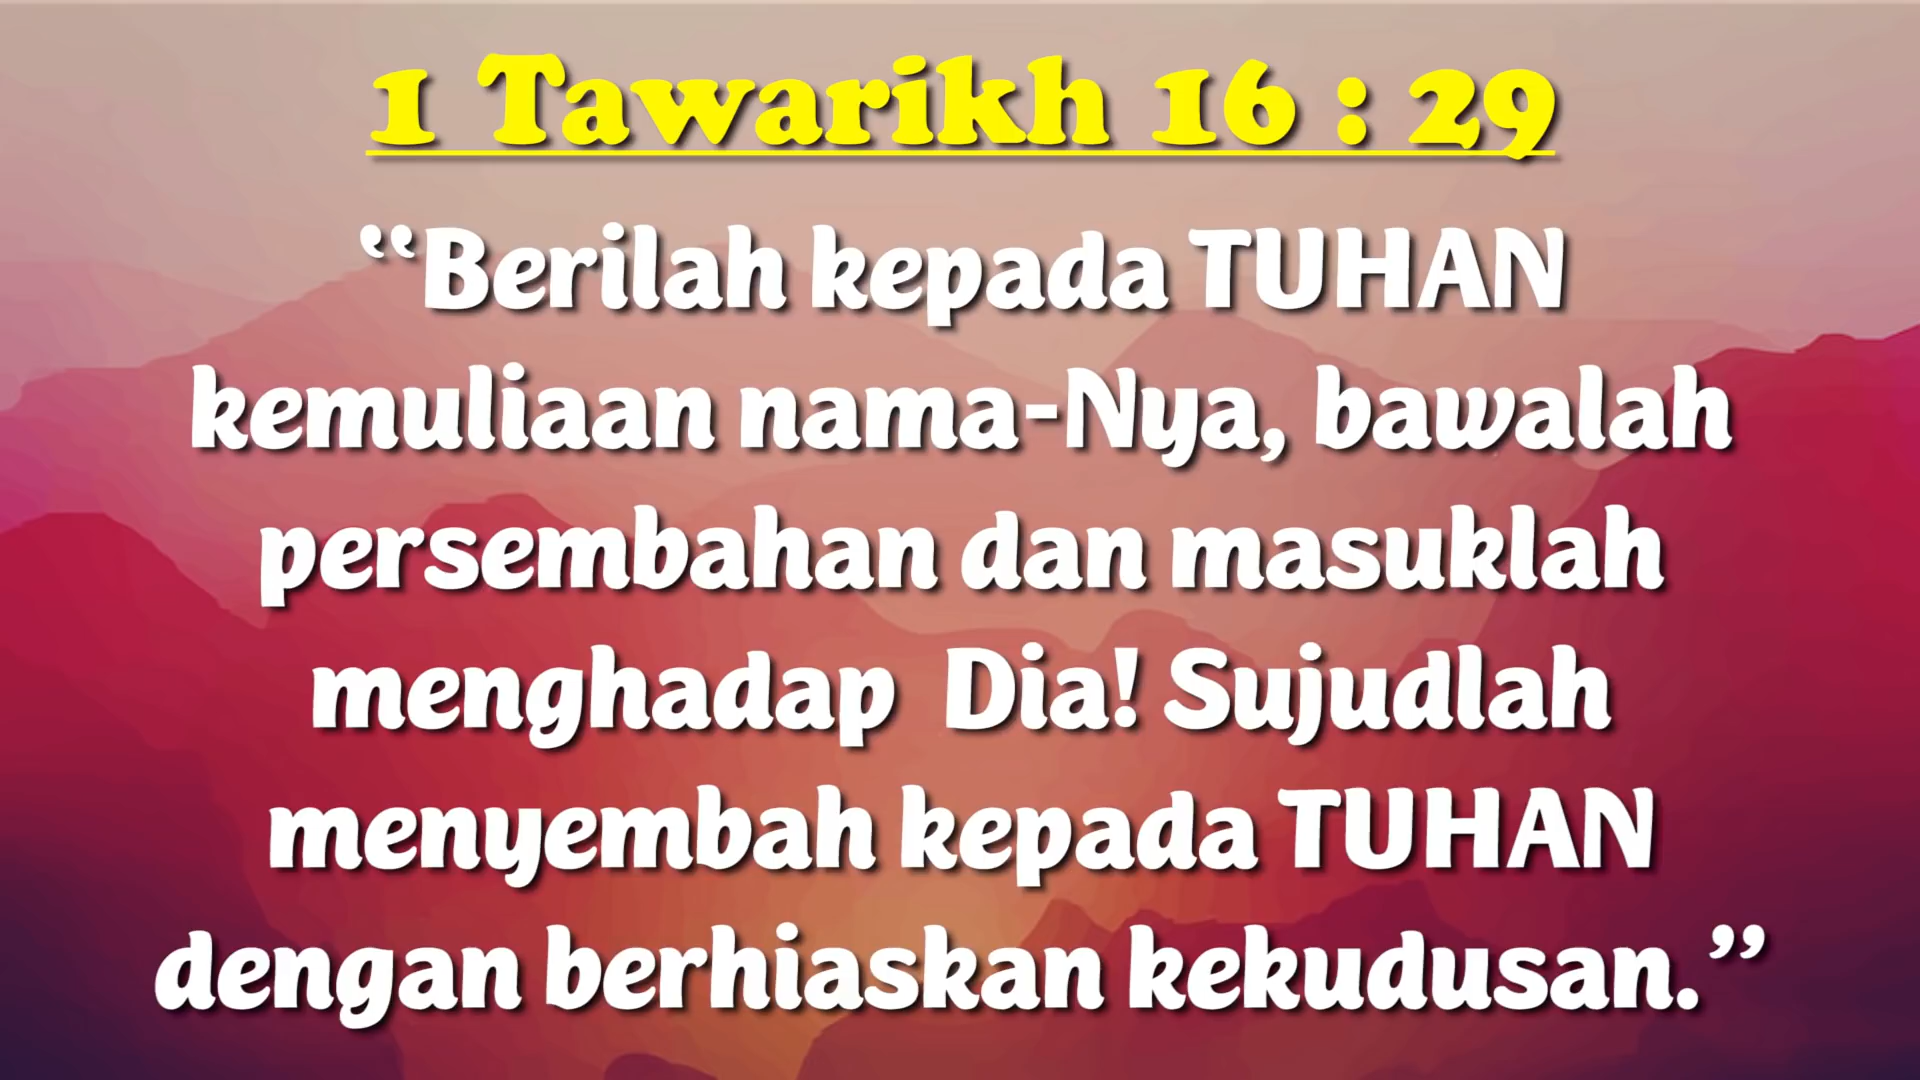 1 Tawarikh 16 : 29
“Berilah kepada TUHAN
kemuliaan nama-Nya, bawalah
persembahan dan masuklah
menghadap  Dia! Sujudlah
menyembah kepada TUHAN
dengan berhiaskan kekudusan.”